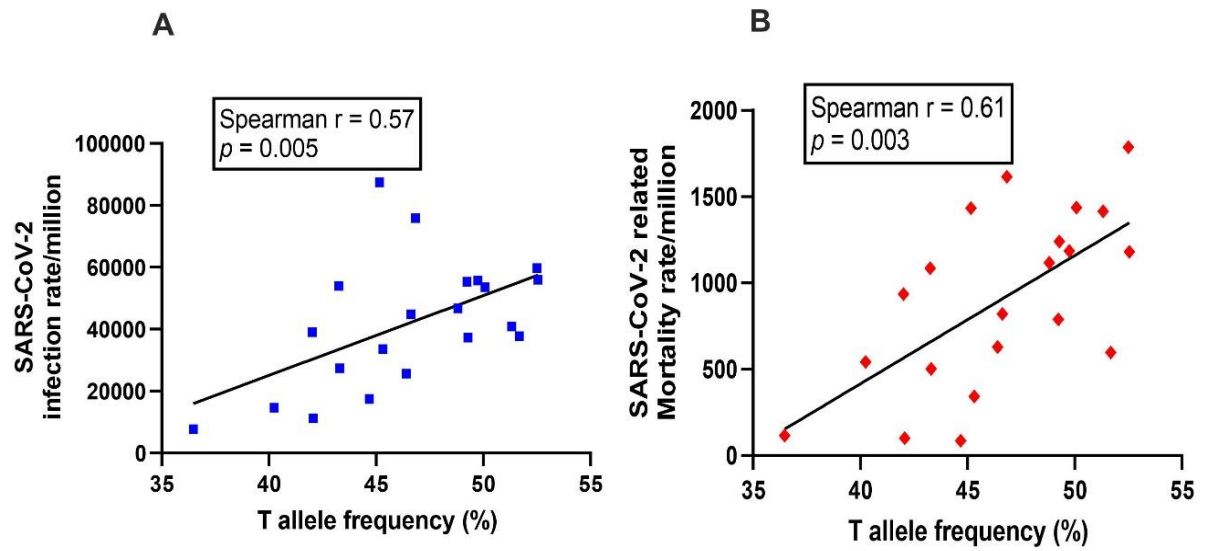 A
Spearman r = 0.57
p = 0.005
100000
80000
60000
40000
20000
0
SARS-CoV-2
infection rate/million
35
40
45
50
55
T allele frequency (%)
B
Spearman r = 0.61
p = 0.003
2000
1500
1000
500
0
SARS-CoV-2 related
Mortality rate/million
35
40
45
50
55
T allele frequency (%)